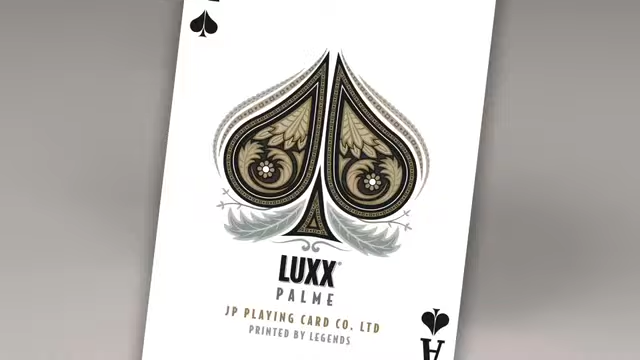 LUXX®
PALME
JP PLAYING CARD CO. LTD
PRINTED BY LEGENDS
A